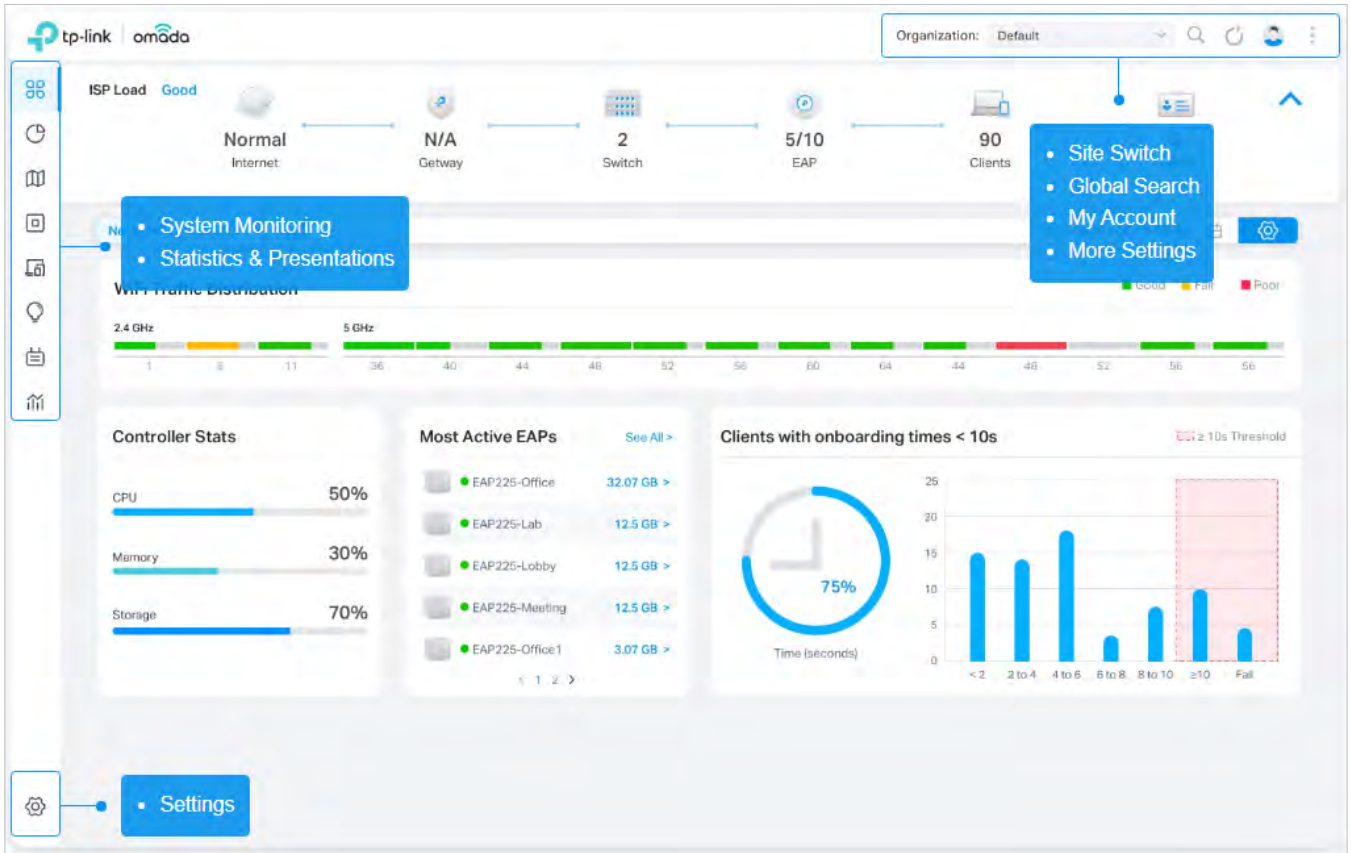 tp-link | omada
Organization: Default
ISP Load Good
Normal
Internet
N/A
Getway
2
Switch
5/10
EAP
90
Clients
• Site Switch
• Global Search
• My Account
• More Settings
• System Monitoring
• Statistics & Presentations
WiFi Traffic Distribution
Good Fair Poor
2.4 GHz 5 GHz
1 6 11 36 40 44 48 52 56 60 64 44 48 52 56 56
Controller Stats
CPU 50%
Memory 30%
Storage 70%
Most Active EAPs See All >
EAP225-Office 32.07 GB >
EAP225-Lab 12.5 GB >
EAP225-Lobby 12.5 GB >
EAP225-Meeting 12.5 GB >
EAP225-Office1 3.07 GB >
< 1 2 >
Clients with onboarding times < 10s
≥ 10s Threshold
75%
Time (seconds)
25
20
15
10
5
0
<2 2 to 4 4 to 6 6 to 8 8 to 10 ≥10 Fail
• Settings